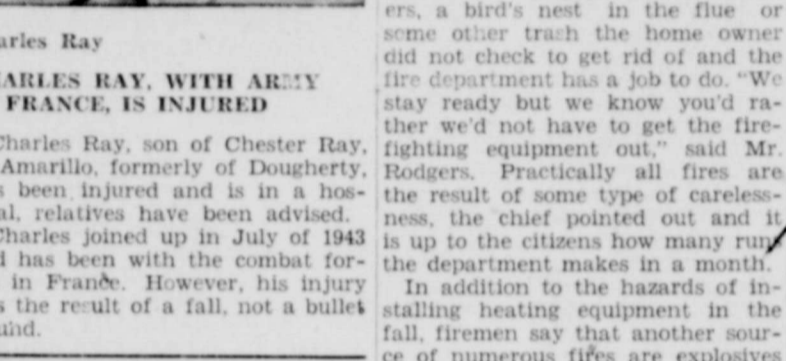 arles Ray
ARLES RAY, WITH ARMY
FRANCE, IS INJURED
Charles Ray, son of Chester Ray,
Amarillo, formerly of Dougherty,
s been injured and is in a hos-
al, relatives have been advised.
Charles joined up in July of 1943
d has been with the combat for-
in France. However, his injury
s the result of a fall, not a bullet
und.
ers, a bird's nest in the flue or
some other trash the home owner
did not check to get rid of and the
fire department has a job to do. "We
stay ready but we know you'd ra-
ther we'd not have to get the fire-
fighting equipment out," said Mr.
Rodgers. Practically all fires are
the result of some type of careless-
ness, the chief pointed out and it
is up to the citizens how many runs
the department makes in a month.
In addition to the hazards of in-
stalling heating equipment in the
fall, firemen say that another sour-
ce of numerous fires are explosives